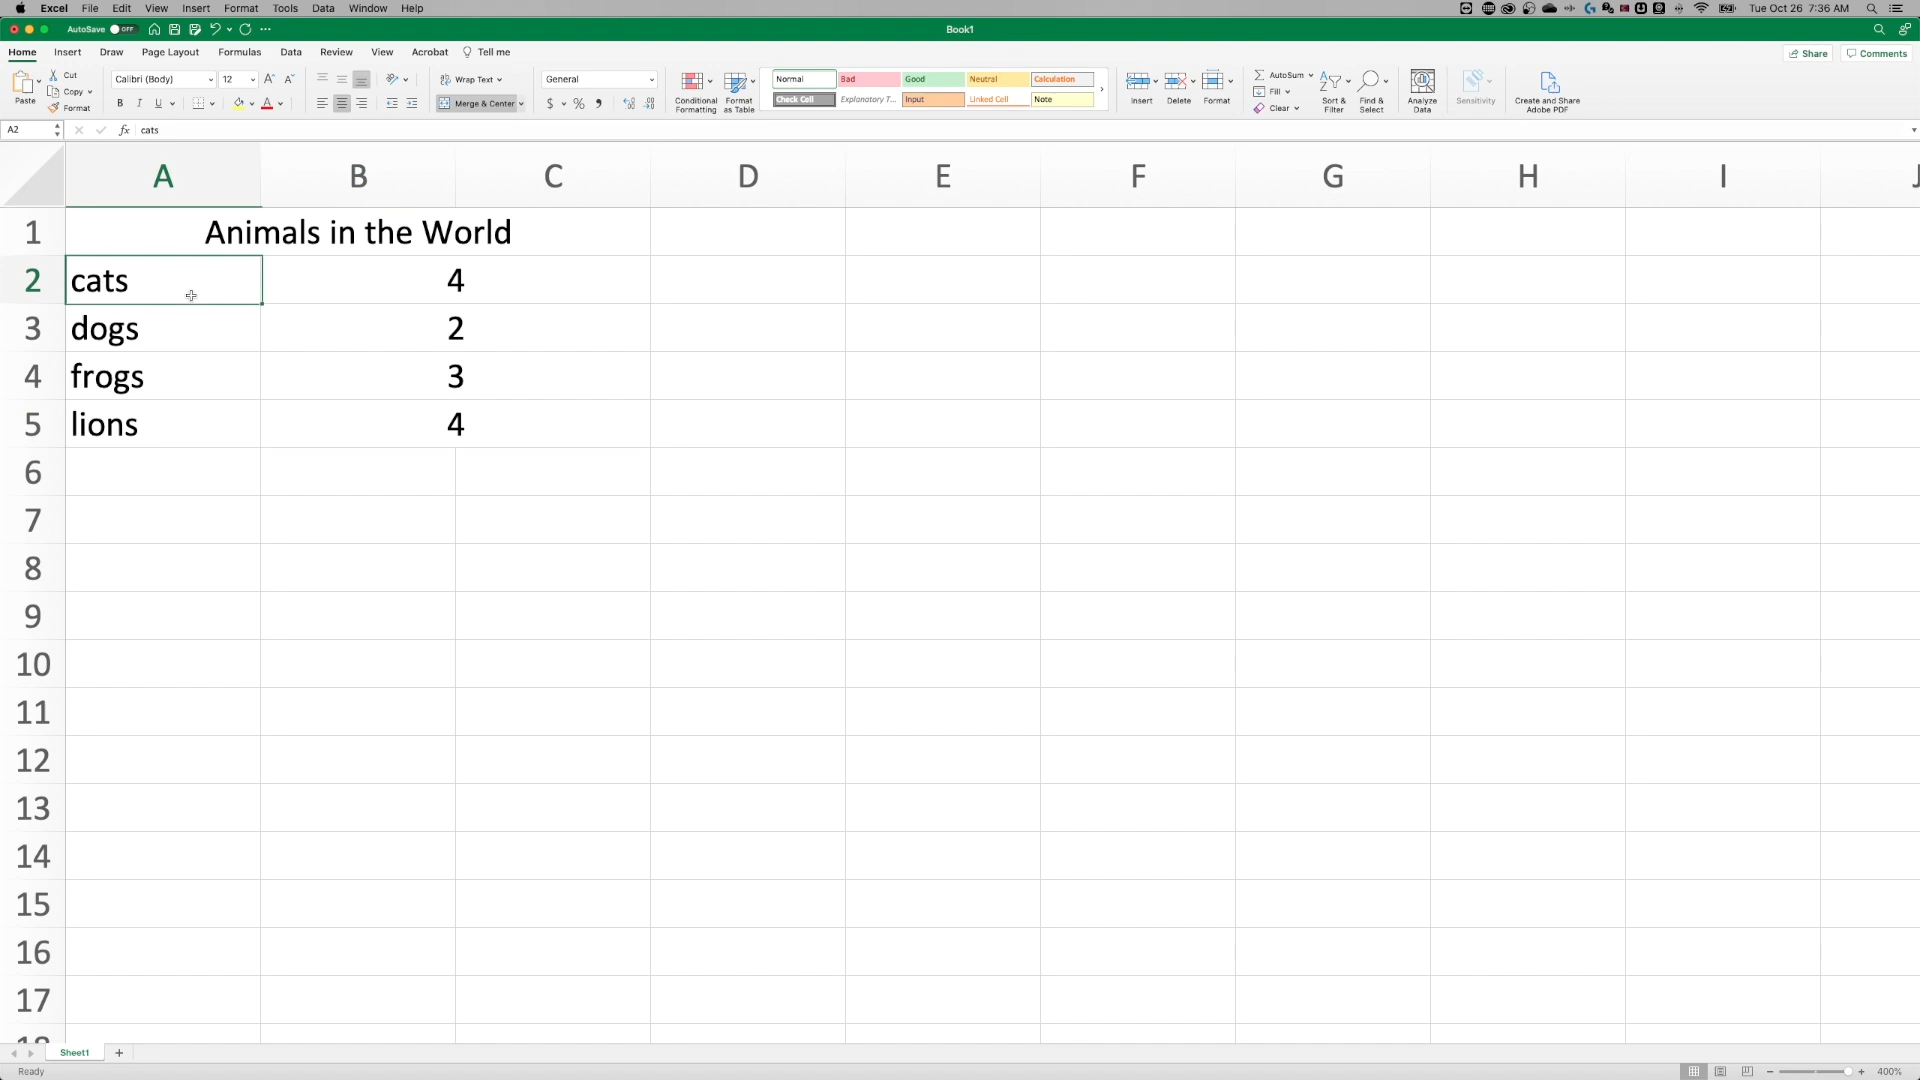 Excel File Edit View Insert Format Tools Data Window Help Tue Oct 26 7:36 AM
AutoSave OFF Book1
Home Insert Draw Page Layout Formulas Data Review View Acrobat Tell me Share Comments
Paste Cut Copy Format
Calibri (Body) 12 A A
B I U A
Wrap Text
Merge & Center
General
$ % ,
Conditional Formatting
Format as Table
Normal Bad Good Neutral Calculation
Check Cell Explanatory T... Input Linked Cell Note
Insert Delete Format
AutoSum
Fill
Clear
Sort & Filter
Find & Select
Analyze Data
Sensitivity
Create and Share Adobe PDF
A2 fx cats
A B C D E F G H I J
1 Animals in the World
2 cats 4
3 dogs 2
4 frogs 3
5 lions 4
6
7
8
9
10
11
12
13
14
15
16
17
18
Sheet1 +
Ready 400%